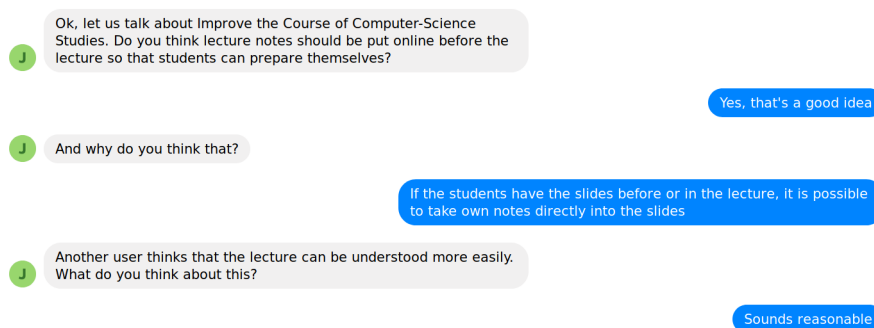 Ok, let us talk about Improve the Course of Computer-Science
Studies. Do you think lecture notes should be put online before the
lecture so that students can prepare themselves?
J
Yes, that's a good idea
J
And why do you think that?
If the students have the slides before or in the lecture, it is possible
to take own notes directly into the slides
Another user thinks that the lecture can be understood more easily.
What do you think about this?
J
Sounds reasonable